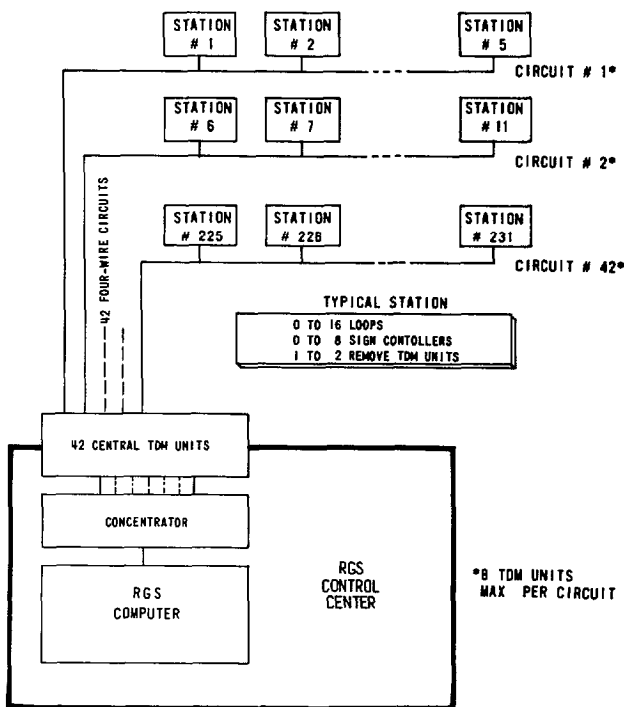 STATION # 1
STATION # 2
STATION # 5
CIRCUIT # 1*
STATION # 6
STATION # 7
STATION # 11
CIRCUIT # 2*
42 FOUR-WIRE CIRCUITS
STATION # 225
STATION # 228
STATION # 231
CIRCUIT # 42*
TYPICAL STATION
0 TO 16 LOOPS
0 TO 8 SIGN CONTOLLERS
1 TO 2 REMOVE TDM UNITS
42 CENTRAL TDM UNITS
CONCENTRATOR
RGS
COMPUTER
RGS
CONTROL
CENTER
*8 TDM UNITS
MAX PER CIRCUIT